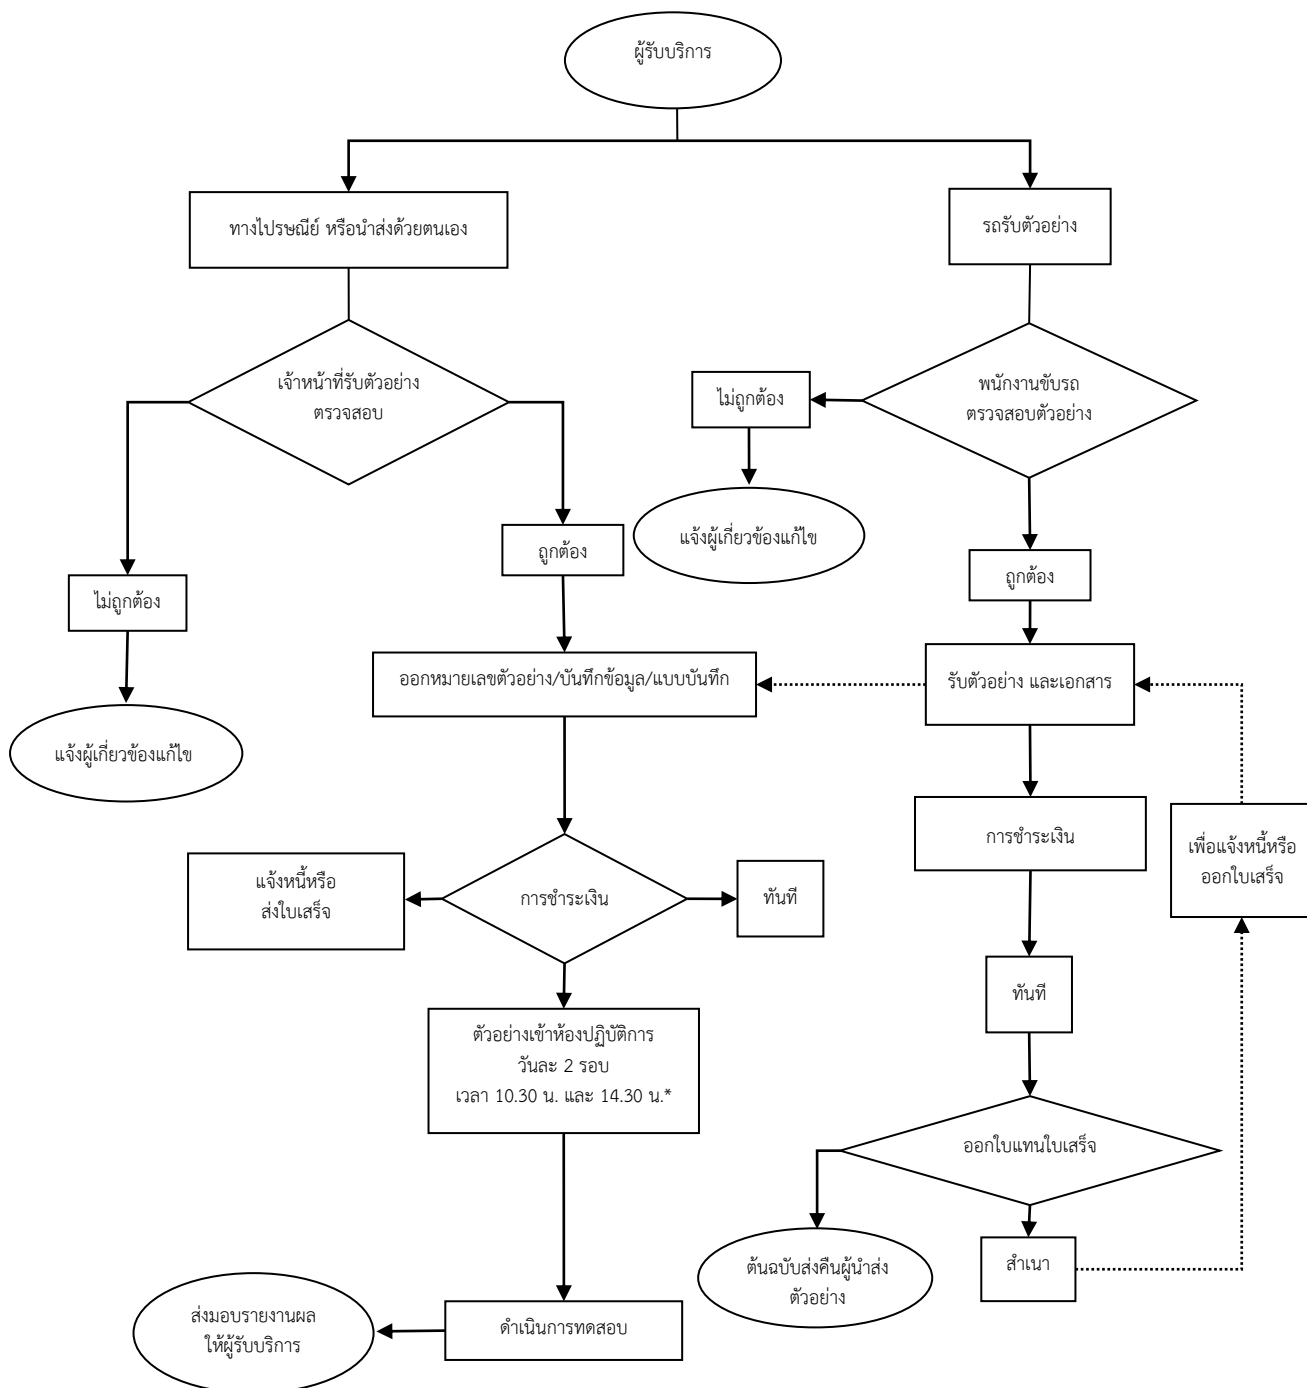 ผู้รับบริการ
ทางไปรษณีย์ หรือนำส่งด้วยตนเอง
รถรับตัวอย่าง
เจ้าหน้าที่รับตัวอย่าง
ตรวจสอบ
ไม่ถูกต้อง
พนักงานขับรถ
ตรวจสอบตัวอย่าง
ถูกต้อง
แจ้งผู้เกี่ยวข้องแก้ไข
ถูกต้อง
ไม่ถูกต้อง
ออกหมายเลขตัวอย่าง/บันทึกข้อมูล/แบบบันทึก
รับตัวอย่าง และเอกสาร
แจ้งผู้เกี่ยวข้องแก้ไข
การชำระเงิน
เพื่อแจ้งหนี้หรือ
ออกใบเสร็จ
แจ้งหนี้หรือ
ส่งใบเสร็จ
การชำระเงิน
ทันที
ทันที
ตัวอย่างเข้าห้องปฏิบัติการ
วันละ 2 รอบ
เวลา 10.30 น. และ 14.30 น.*
ออกใบแทนใบเสร็จ
ต้นฉบับส่งคืนผู้นำส่ง
ตัวอย่าง
สำเนา
ส่งมอบรายงานผล
ให้ผู้รับบริการ
ดำเนินการทดสอบ